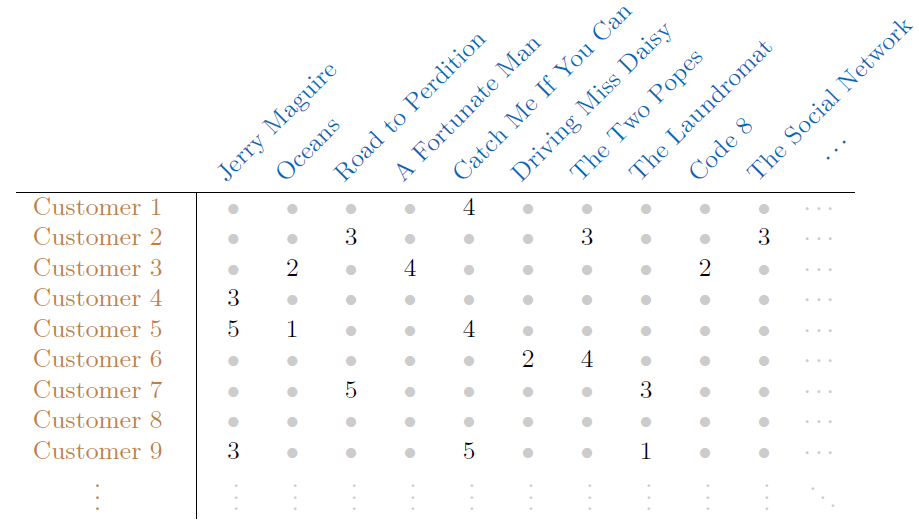 Jerry Maguire
Oceans
Road to Perdition
A Fortunate Man
Catch Me If You Can
Driving Miss Daisy
The Two Popes
The Laundromat
Code 8
The Social Network
...
Customer 1 • • • • 4 • • • • • ...
Customer 2 • • 3 • • • 3 • • 3 ...
Customer 3 • 2 • 4 • • • • 2 • ...
Customer 4 3 • • • • • • • • • ...
Customer 5 5 1 • • 4 • • • • • ...
Customer 6 • • • • • 2 4 • • • ...
Customer 7 • • 5 • • • • 3 • • ...
Customer 8 • • • • • • • • • • ...
Customer 9 3 • • • 5 • • 1 • • ...
⋮ ⋮ ⋮ ⋮ ⋮ ⋮ ⋮ ⋮ ⋮ ⋮ ⋮ ⋱